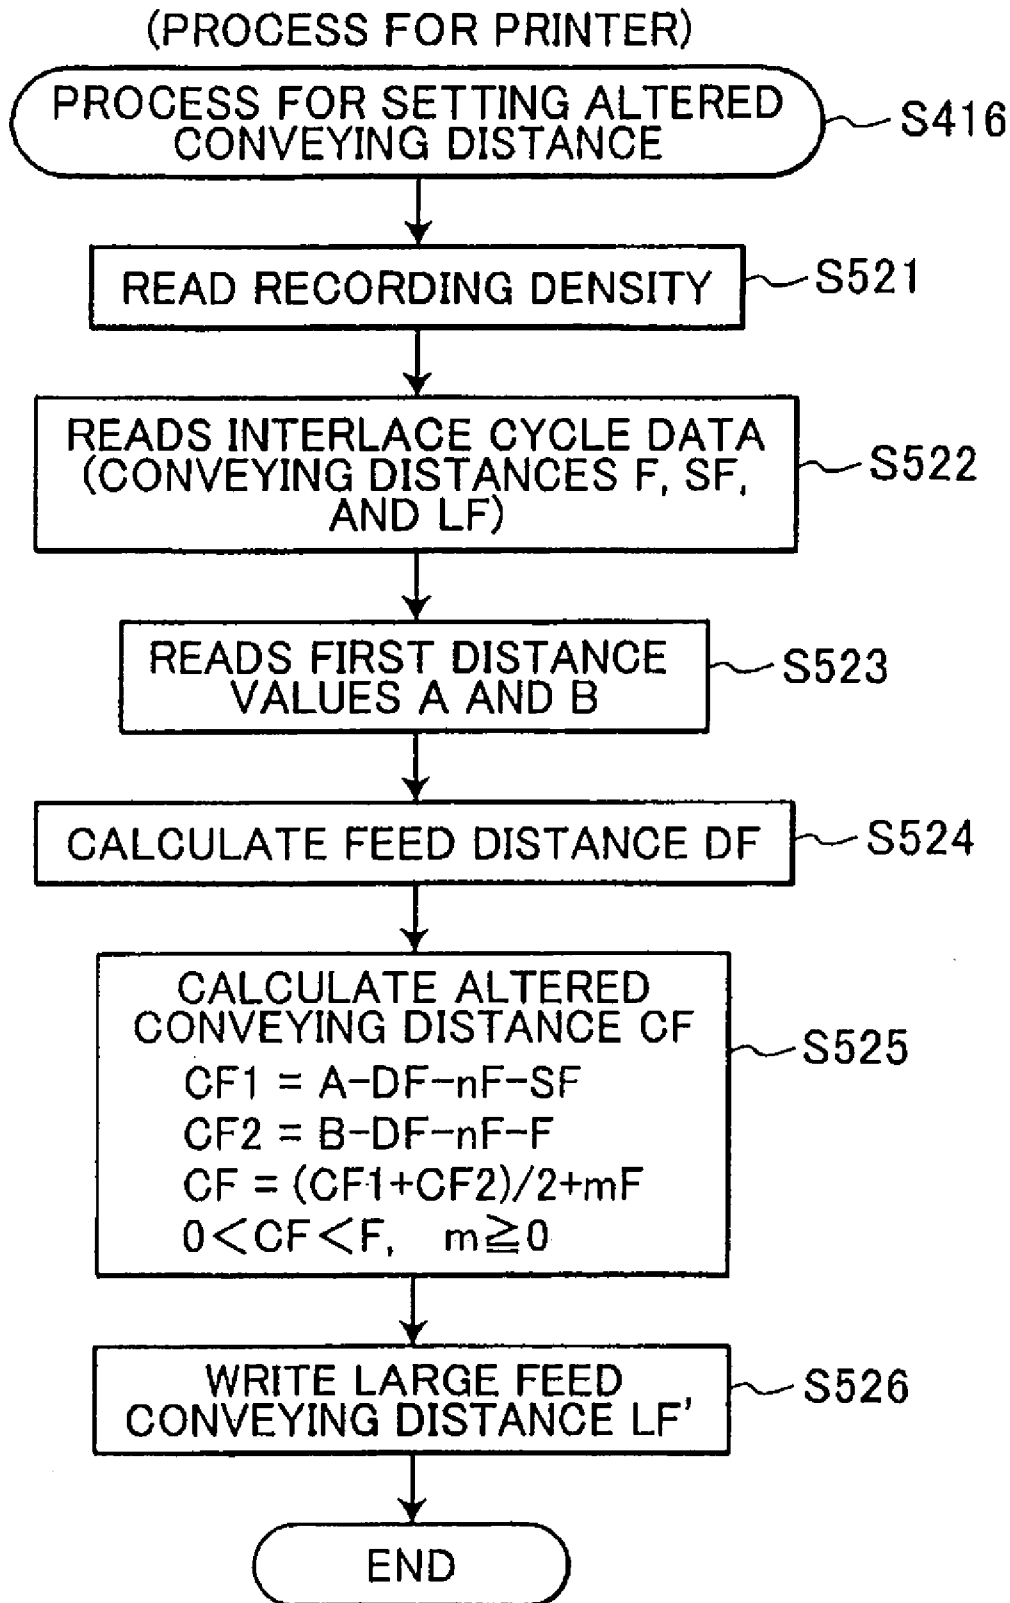 (PROCESS FOR PRINTER)
PROCESS FOR SETTING ALTERED
CONVEYING DISTANCE
S416
READ RECORDING DENSITY
S521
READS INTERLACE CYCLE DATA
(CONVEYING DISTANCES F, SF,
AND LF)
S522
READS FIRST DISTANCE
VALUES A AND B
S523
CALCULATE FEED DISTANCE DF
S524
CALCULATE ALTERED
CONVEYING DISTANCE CF
CF1 = A-DF-nF-SF
CF2 = B-DF-nF-F
CF = (CF1+CF2)/2+mF
0<CF<F, m≧0
S525
WRITE LARGE FEED
CONVEYING DISTANCE LF'
S526
END